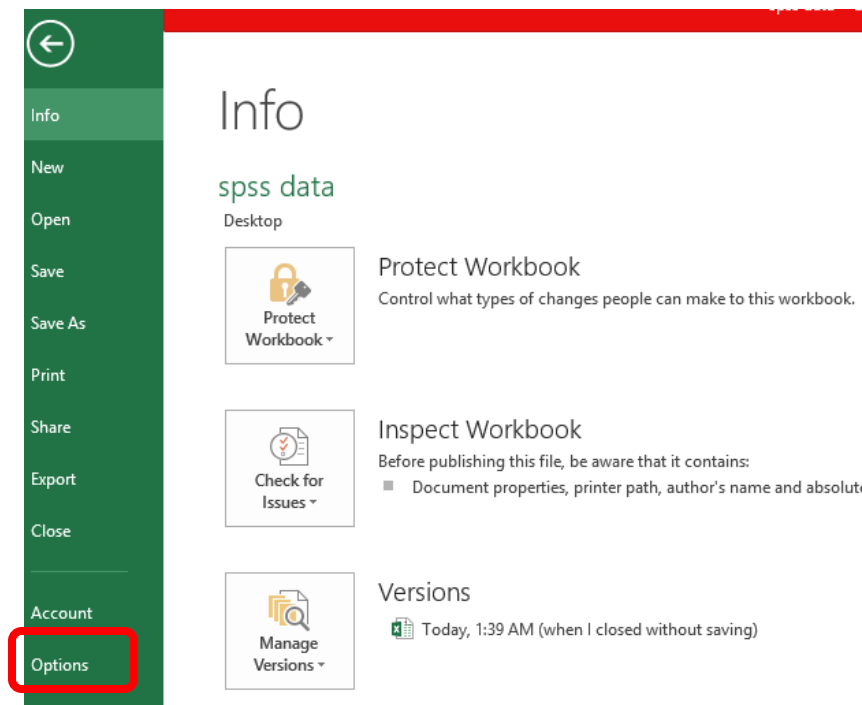 Info
New
Open
Save
Save As
Print
Share
Export
Close
Account
Options
Info
spss data
Desktop
Protect
Workbook
Protect Workbook
Control what types of changes people can make to this workbook.
Check for
Issues
Inspect Workbook
Before publishing this file, be aware that it contains:
Document properties, printer path, author's name and absolute
Manage
Versions
Versions
Today, 1:39 AM (when I closed without saving)